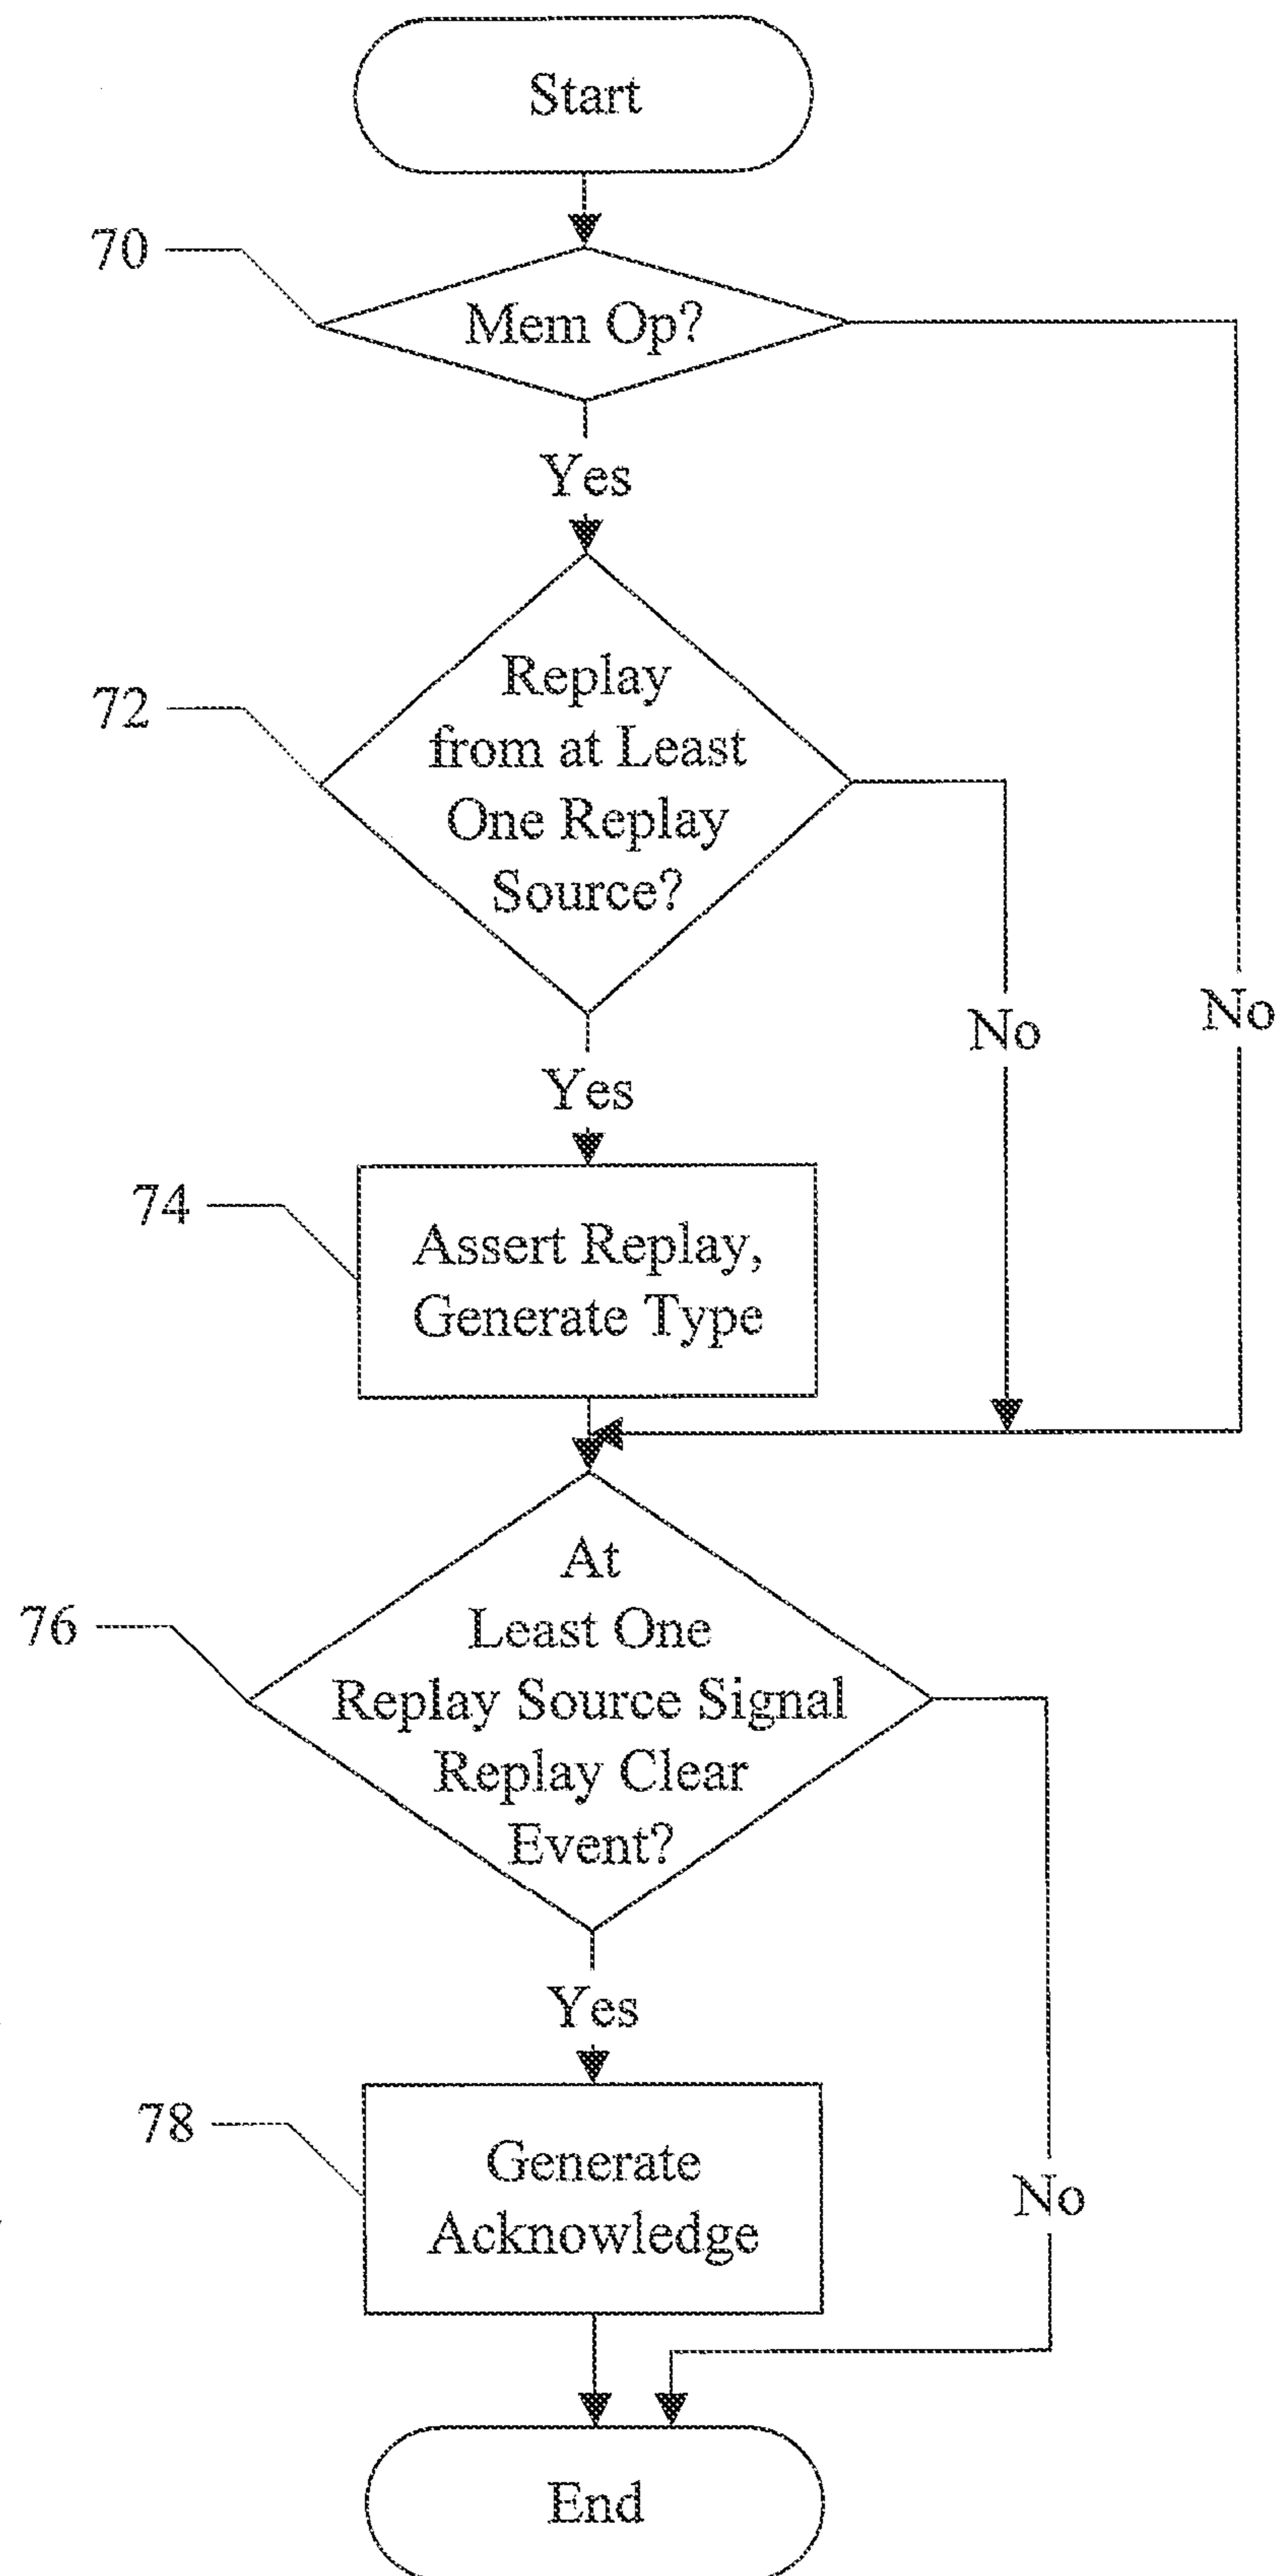 Start
70
Mem Op?
Yes
72
Replay
from at Least
One Replay
Source?
No
No
Yes
74
Assert Replay,
Generate Type
76
At
Least One
Replay Source Signal
Replay Clear
Event?
Yes
78
Generate
Acknowledge
No
End